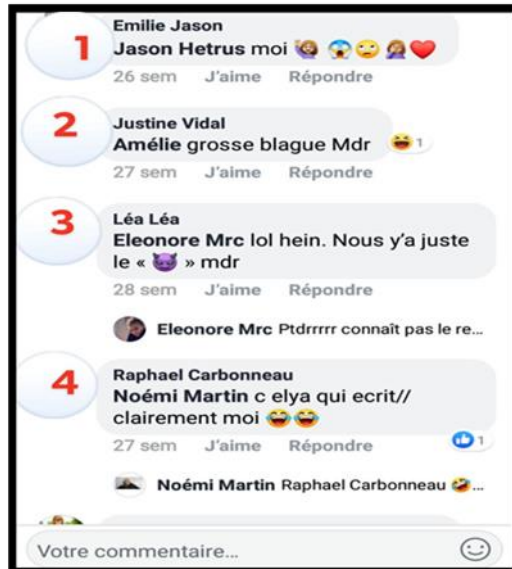 1
Emilie Jason
Jason Hetrus moi 🙋🏼‍♀️ 😱🙄🤦🏼‍♀️❤️
26 sem J'aime Répondre
2
Justine Vidal
Amélie grosse blague Mdr
😆 1
27 sem J'aime Répondre
3
Léa Léa
Eleonore Mrc lol hein. Nous y'a juste
le « 😈 » mdr
28 sem J'aime Répondre
Eleonore Mrc Ptdrrrrr connaît pas le re...
4
Raphael Carbonneau
Noémi Martin c elya qui ecrit//
clairement moi 😂😂
27 sem J'aime Répondre
👍 1
Noémi Martin Raphael Carbonneau 🤣...
Votre commentaire...